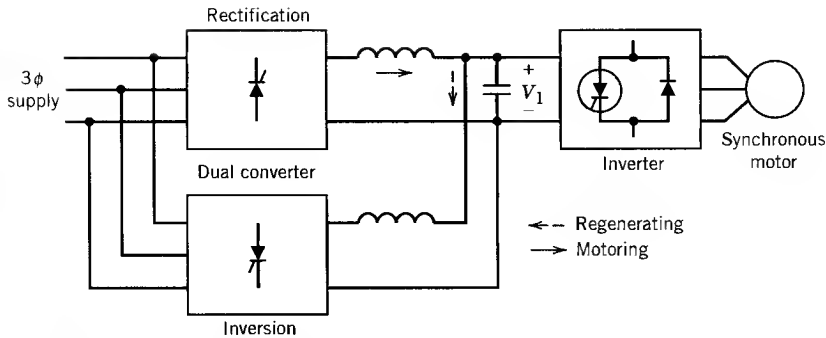 Rectification
3ϕ
supply
+
V₁
−
Dual converter
Inverter
Synchronous
motor
Regenerating
Motoring
Inversion